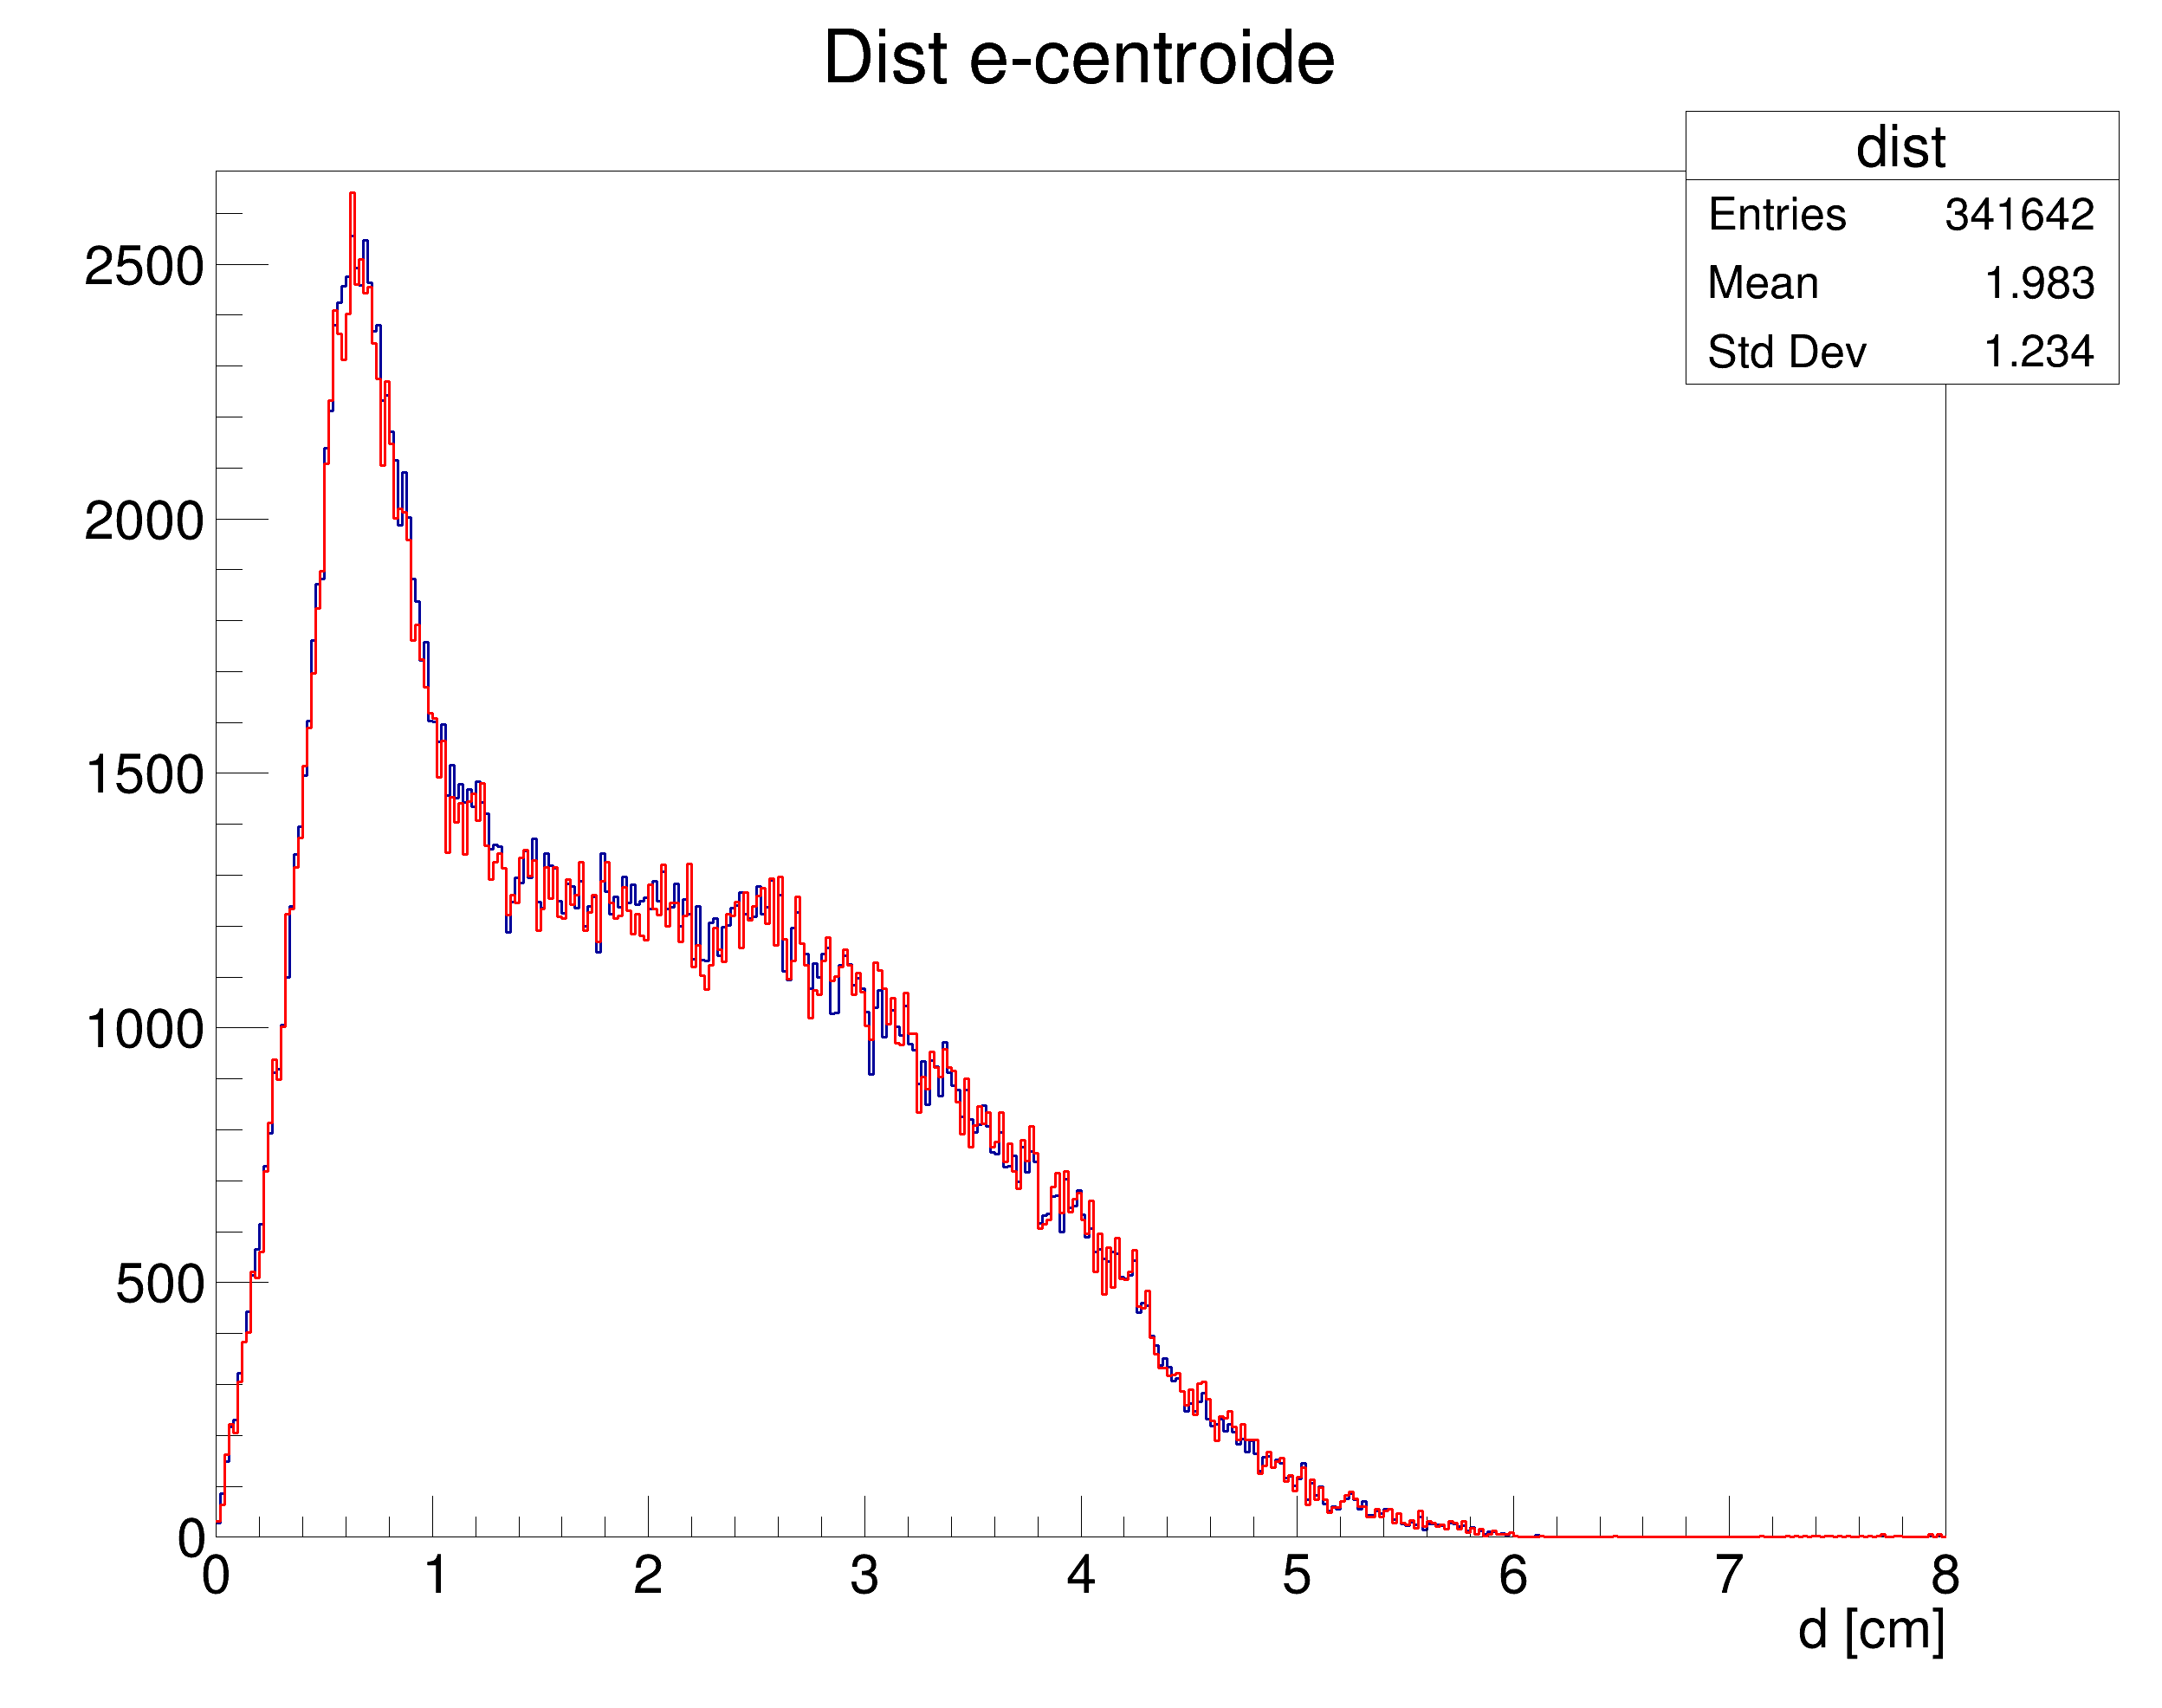 Dist e-centroide
dist
Entries 341642
Mean 1.983
Std Dev 1.234
2500
2000
1500
1000
500
0
0 1 2 3 4 5 6 7 8
d [cm]